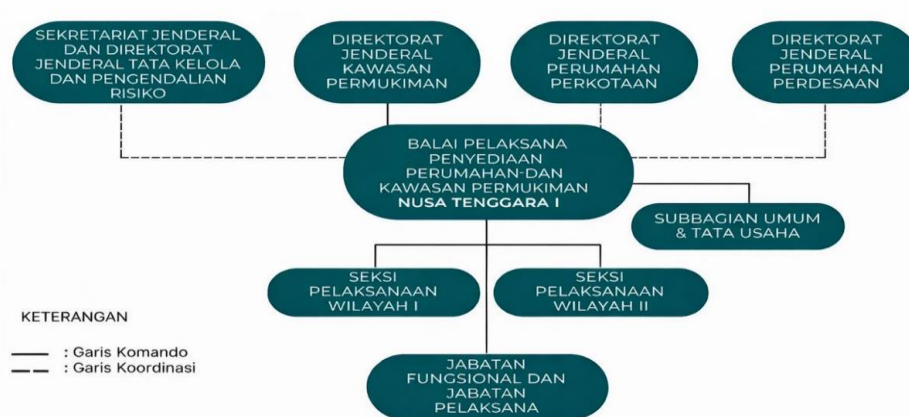 SEKRETARIAT JENDERAL
DAN DIREKTORAT
JENDERAL TATA KELOLA
DAN PENGENDALIAN
RISIKO
DIREKTORAT
JENDERAL
KAWASAN
PERMUKIMAN
DIREKTORAT
JENDERAL
PERUMAHAN
PERKOTAAN
DIREKTORAT
JENDERAL
PERUMAHAN
PERDESAAN
BALAI PELAKSANA
PENYEDIAAN
PERUMAHAN-DAN
KAWASAN PERMUKIMAN
NUSA TENGGARA I
SUBBAGIAN UMUM
& TATA USAHA
SEKSI
PELAKSANAAN
WILAYAH I
SEKSI
PELAKSANAAN
WILAYAH II
JABATAN
FUNGSIONAL DAN
JABATAN
PELAKSANA
KETERANGAN
: Garis Komando
: Garis Koordinasi